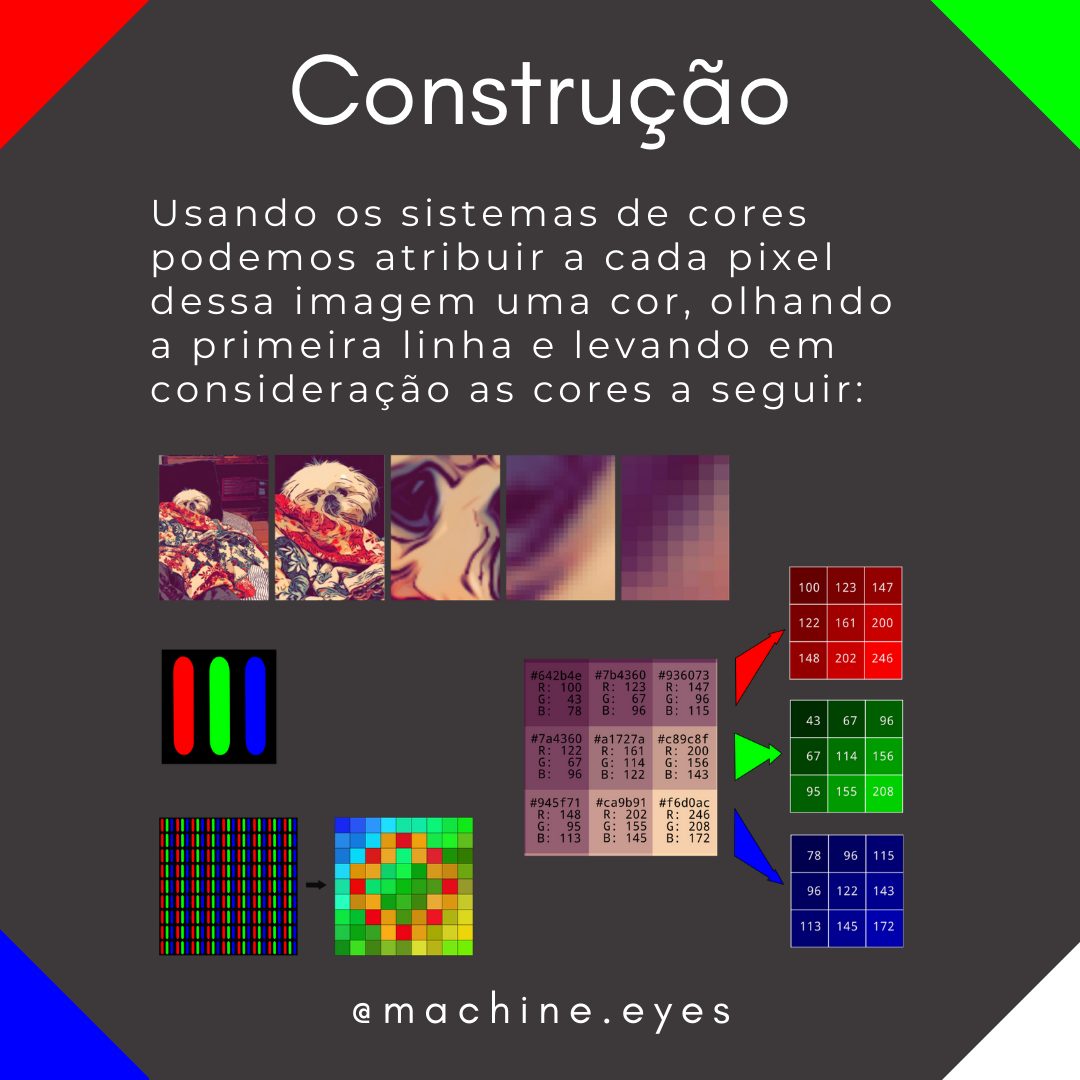 Construção
Usando os sistemas de cores
podemos atribuir a cada pixel
dessa imagem uma cor, olhando
a primeira linha e levando em
consideração as cores a seguir:
#642b4e #7b4360 #936073
R: 100 R: 123 R: 147
G: 43 G: 67 G: 96
B: 78 B: 96 B: 115
#7a4360 #a1727a #c89c8f
R: 122 R: 161 R: 200
G: 67 G: 114 G: 156
B: 96 B: 122 B: 143
#945f71 #ca9b91 #f6d0ac
R: 148 R: 202 R: 246
G: 95 G: 155 G: 208
B: 113 B: 145 B: 172
100 123 147
122 161 200
148 202 246
43 67 96
67 114 156
95 155 208
78 96 115
96 122 143
113 145 172
@machine.eyes